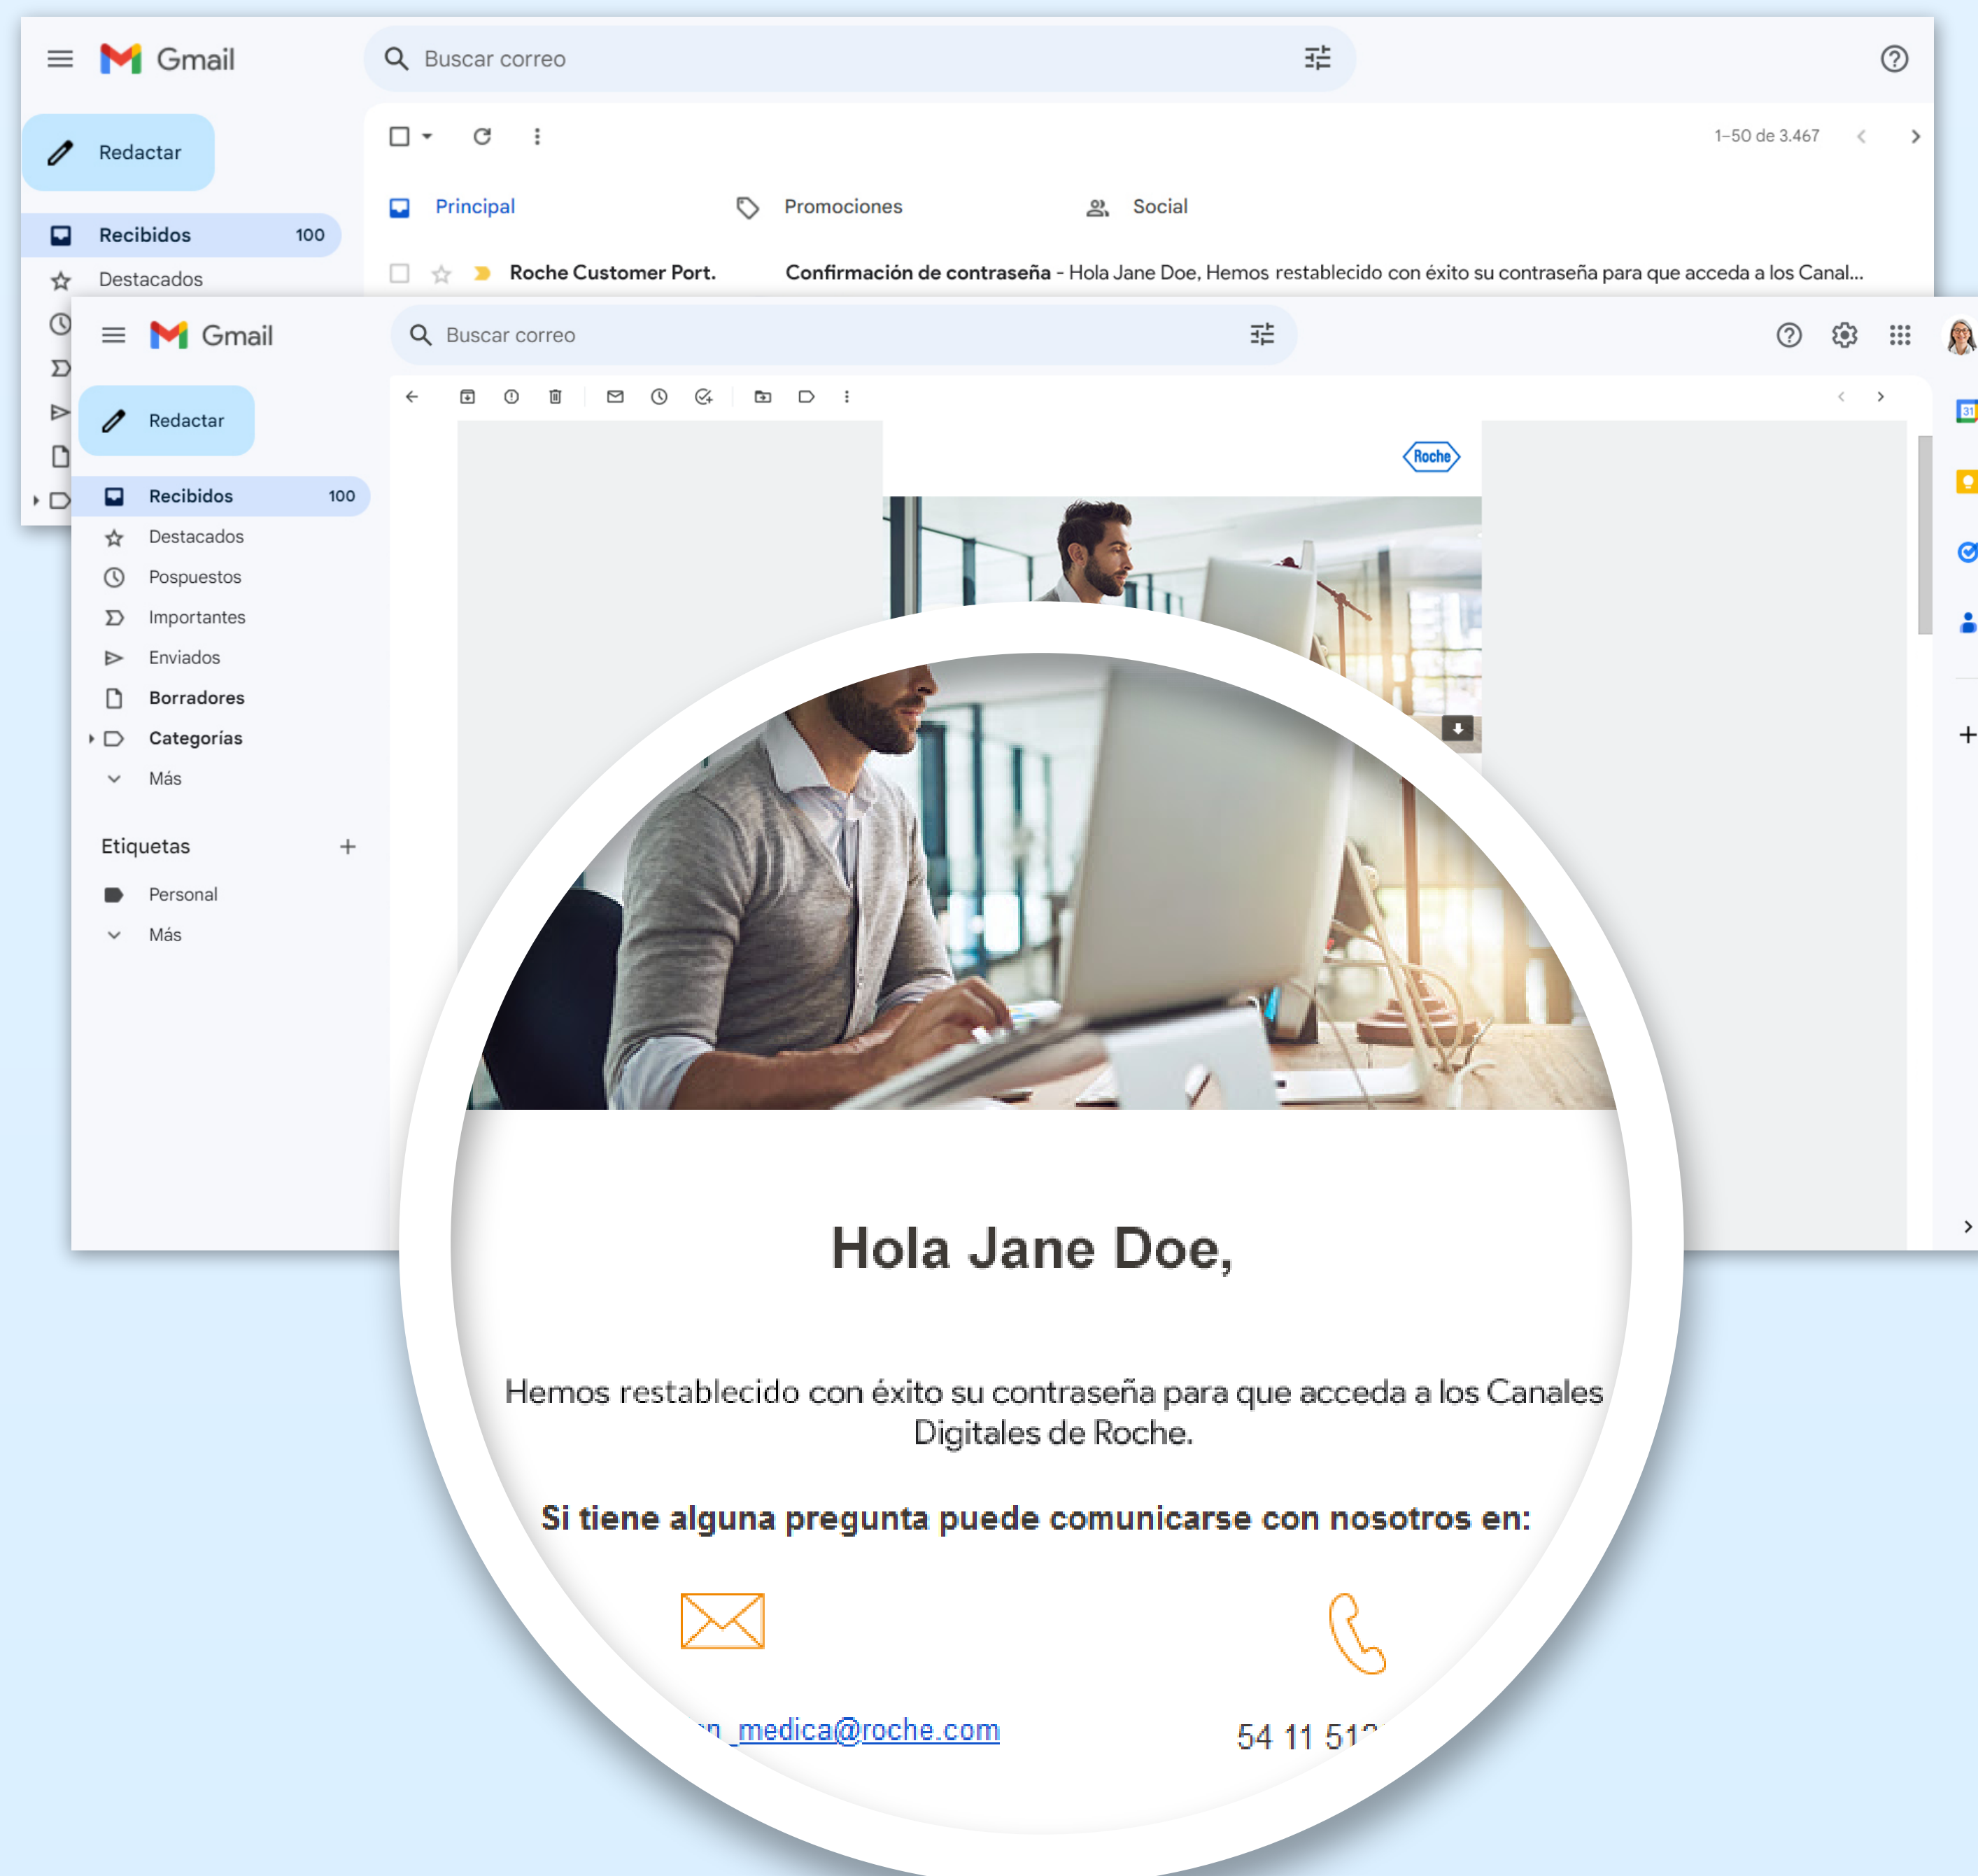 Gmail
Buscar correo
Redactar
1–50 de 3.467
Principal
Promociones
Social
Recibidos 100
Destacados
Roche Customer Port. Confirmación de contraseña - Hola Jane Doe, Hemos restablecido con éxito su contraseña para que acceda a los Canal...
Gmail
Buscar correo
Redactar
Roche
31
Recibidos 100
Destacados
Pospuestos
Importantes
Enviados
Borradores
Categorías
Más
Etiquetas
Personal
Más
Hola Jane Doe,
Hemos restablecido con éxito su contraseña para que acceda a los Canales
Digitales de Roche.
Si tiene alguna pregunta puede comunicarse con nosotros en:
_medica@roche.com
54 11